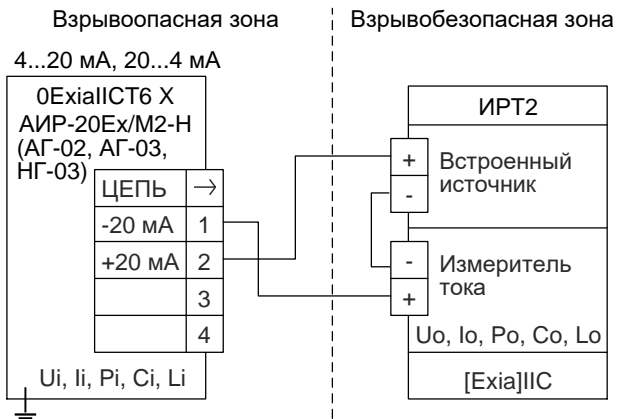 Взрывоопасная зона
Взрывобезопасная зона
4...20 мА, 20...4 мА
0ExiaIICT6 X
АИР-20Ex/М2-Н
(АГ-02, АГ-03,
НГ-03)
ЦЕПЬ →
-20 мА 1
+20 мА 2
3
4
Ui, Ii, Pi, Ci, Li
ИРТ2
+
Встроенный
источник
-
-
Измеритель
тока
+
Uo, Io, Po, Co, Lo
[Exia]IIC